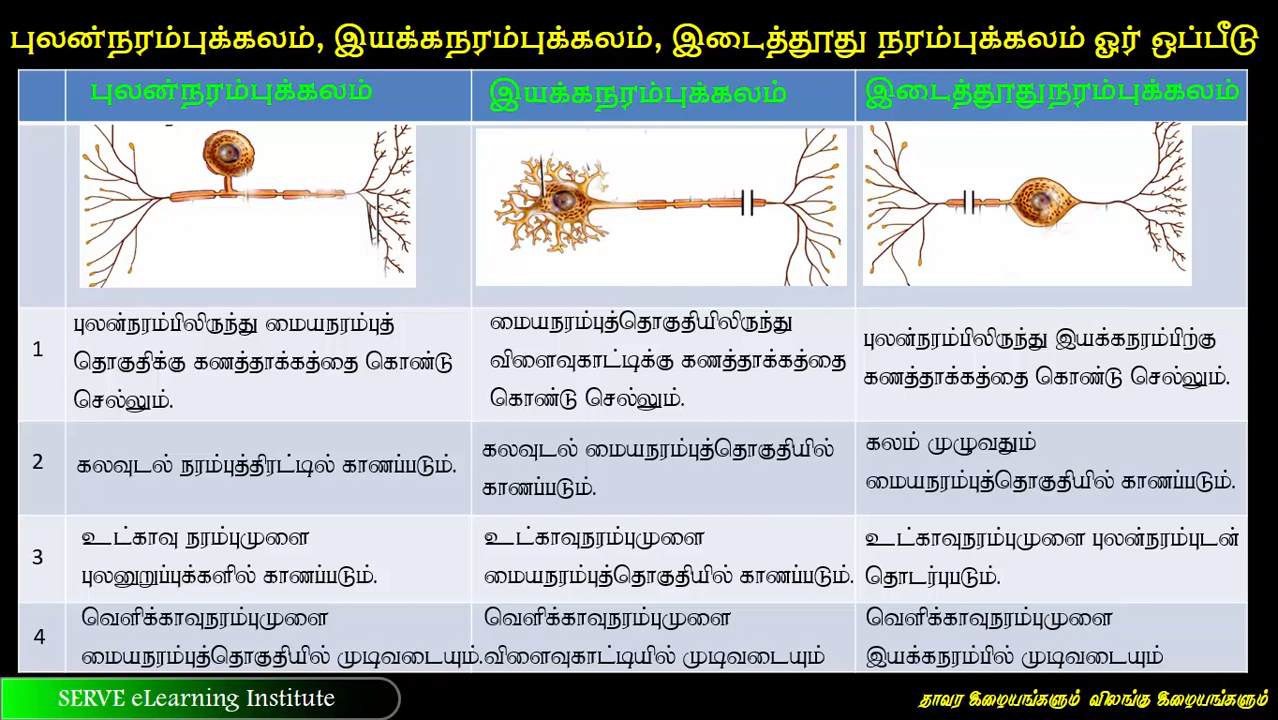 புலன்நரம்புக்கலம், இயக்கநரம்புக்கலம், இடைத்தூது நரம்புக்கலம் ஓர் ஒப்பீடு
புலன்நரம்புக்கலம்
இயக்கநரம்புக்கலம்
இடைத்தூதுநரம்புக்கலம்
1
புலன்நரம்பிலிருந்து மையநரம்புத்
தொகுதிக்கு கணத்தாக்கத்தை கொண்டு
செல்லும்.
மையநரம்புத்தொகுதியிலிருந்து
விளைவுகாட்டிக்கு கணத்தாக்கத்தை
கொண்டு செல்லும்.
புலன்நரம்பிலிருந்து இயக்கநரம்பிற்கு
கணத்தாக்கத்தை கொண்டு செல்லும்.
2
கலவுடல் நரம்புத்திரட்டில் காணப்படும்.
கலவுடல் மையநரம்புத்தொகுதியில்
காணப்படும்.
கலம் முழுவதும்
மையநரம்புத்தொகுதியில் காணப்படும்.
3
உட்காவு நரம்புமுளை
புலனுறுப்புக்களில் காணப்படும்.
உட்காவுநரம்புமுளை
மையநரம்புத்தொகுதியில் காணப்படும்.
உட்காவுநரம்புமுளை புலன்நரம்புடன்
தொடர்புபடும்.
4
வெளிக்காவுநரம்புமுளை
மையநரம்புத்தொகுதியில் முடிவடையும்.
வெளிக்காவுநரம்புமுளை
விளைவுகாட்டியில் முடிவடையும்
வெளிக்காவுநரம்புமுளை
இயக்கநரம்பில் முடிவடையும்
SERVE eLearning Institute
தாவர இழையங்களும் விலங்கு இழையங்களும்